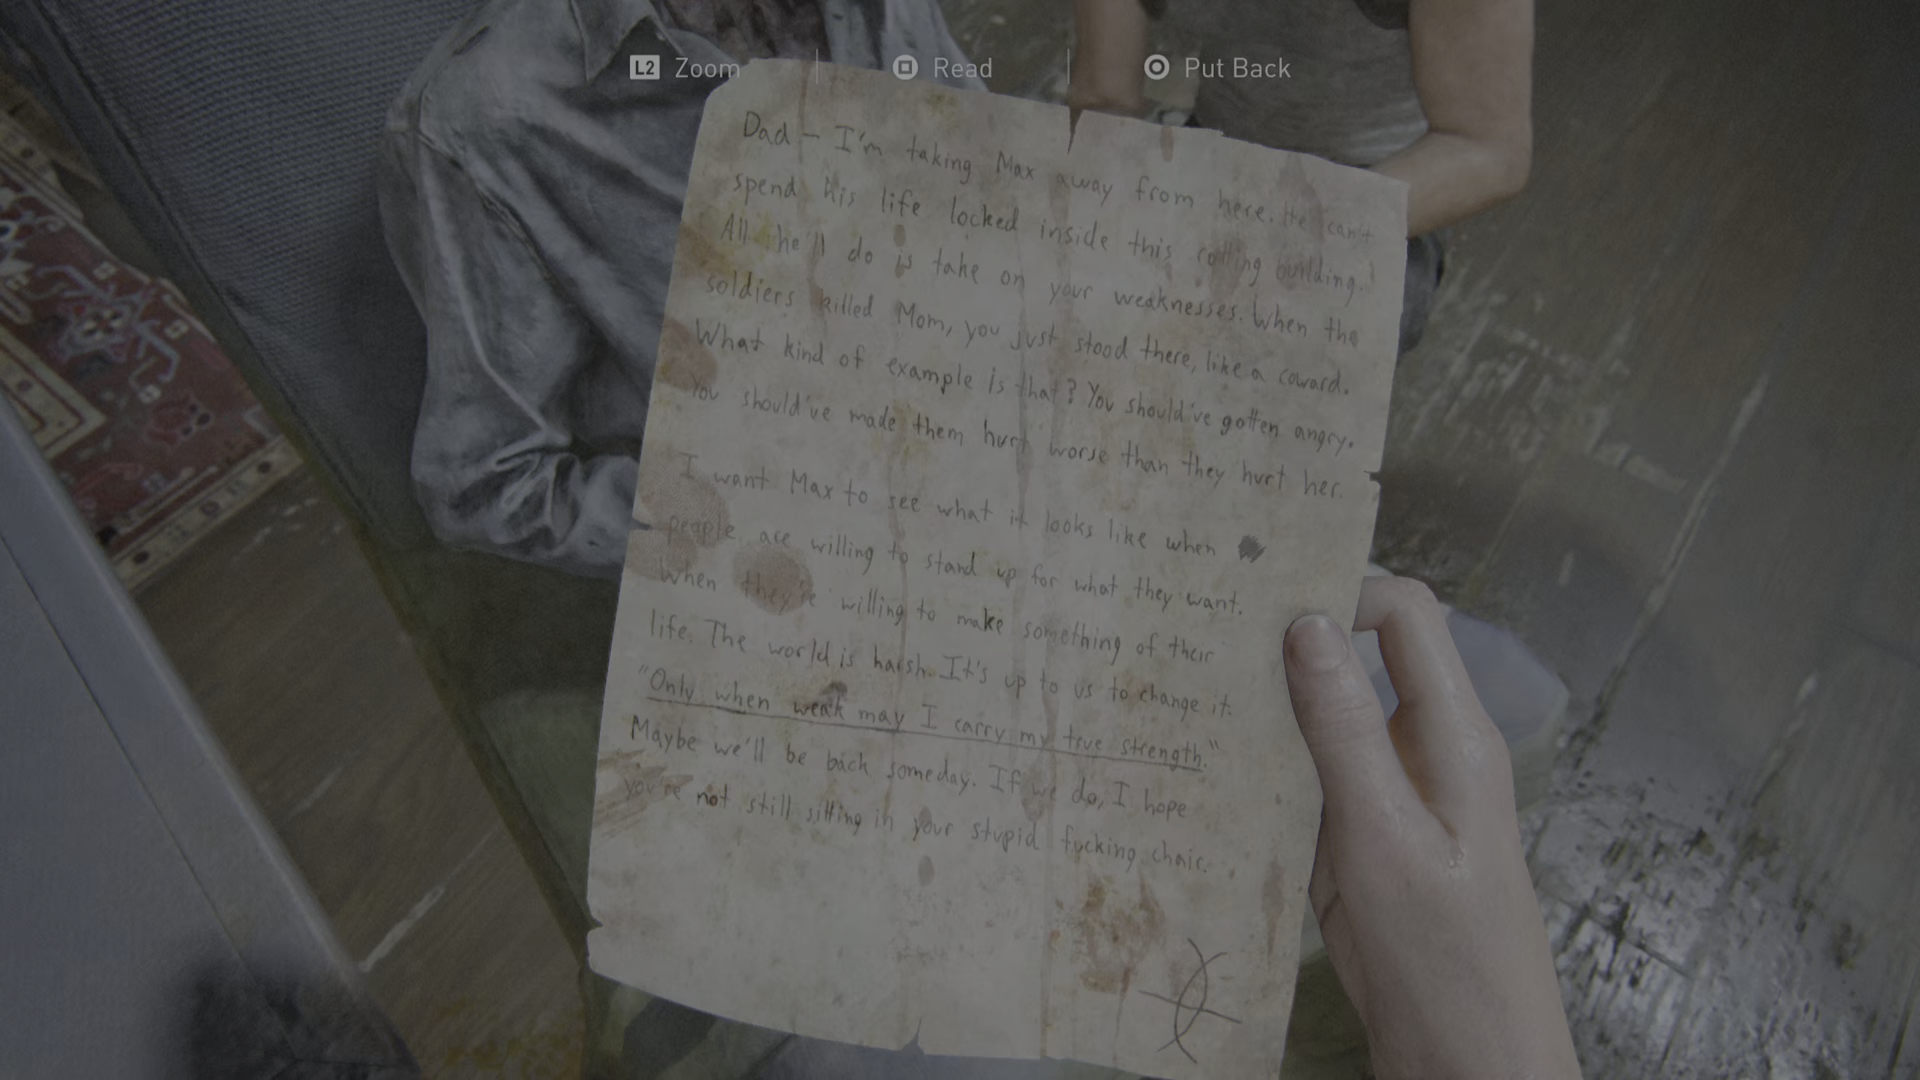 L2 Zoom | Read | Put Back
Dad – I'm taking Max away from here. He can't
spend his life locked inside this rotting building.
All he'll do is take on your weaknesses. When the
soldiers killed Mom, you just stood there, like a coward.
What kind of example is that? You should've gotten angry.
You should've made them hurt worse than they hurt her.
I want Max to see what it looks like when
people are willing to stand up for what they want.
When they're willing to make something of their
life. The world is harsh. It's up to us to change it.
"Only when weak may I carry my true strength."
Maybe we'll be back someday. If we do, I hope
you're not still sitting in your stupid fucking chair.